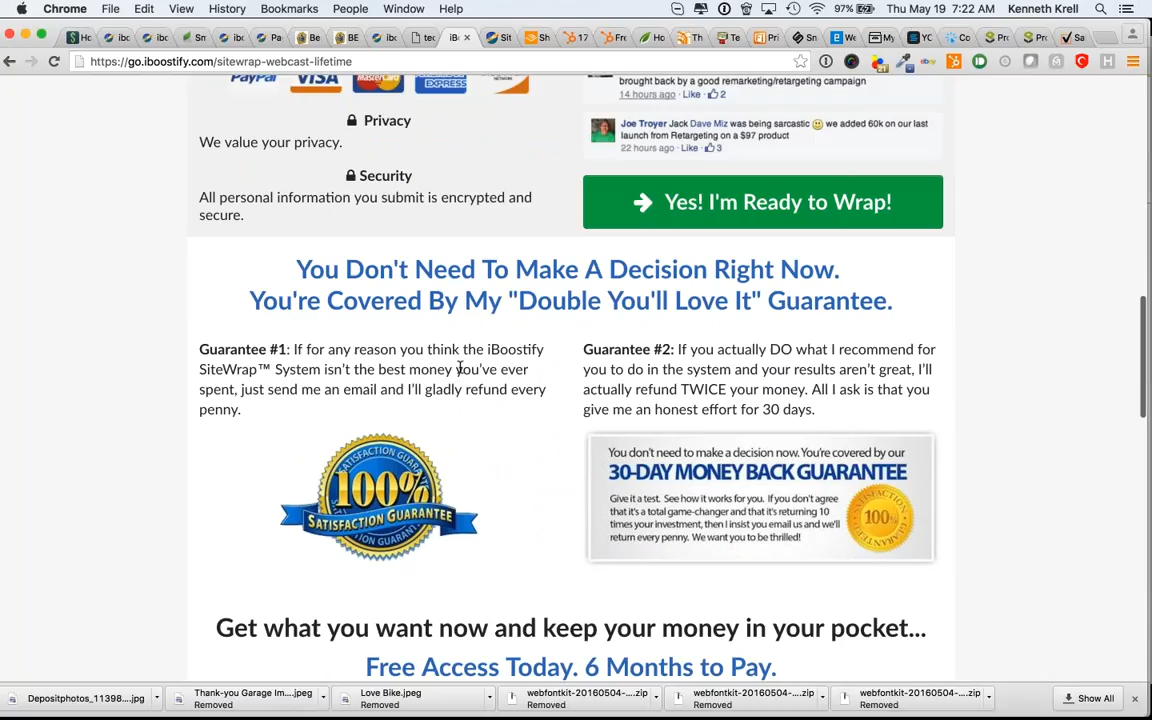 Chrome File Edit View History Bookmarks People Window Help 97% Thu May 19 7:22 AM Kenneth Krell
https://go.iboostify.com/sitewrap-webcast-lifetime
PayPal VISA MasterCard AMERICAN EXPRESS
brought back by a good remarketing/retargeting campaign
14 hours ago · Like · 2
Privacy
Joe Troyer Jack Dave Miz was being sarcastic we added 60k on our last
launch from Retargeting on a $97 product
We value your privacy.
22 hours ago · Like · 3
Security
All personal information you submit is encrypted and
secure.
Yes! I'm Ready to Wrap!
You Don't Need To Make A Decision Right Now.
You're Covered By My "Double You'll Love It" Guarantee.
Guarantee #1: If for any reason you think the iBoostify
SiteWrap™ System isn't the best money you've ever
spent, just send me an email and I'll gladly refund every
penny.
Guarantee #2: If you actually DO what I recommend for
you to do in the system and your results aren't great, I'll
actually refund TWICE your money. All I ask is that you
give me an honest effort for 30 days.
100%
SATISFACTION GUARANTEE
You don't need to make a decision now. You're covered by our
30-DAY MONEY BACK GUARANTEE
Give it a test. See how it works for you. If you don't agree
that it's a total game-changer and that it's returning 10
times your investment, then I insist you email us and we'll
return every penny. We want you to be thrilled!
100%
Get what you want now and keep your money in your pocket...
Free Access Today. 6 Months to Pay.
Depositphotos_11398....jpg
Thank-you Garage Im....jpeg
Removed
Love Bike.jpeg
Removed
webfontkit-20160504-....zip
Removed
webfontkit-20160504-....zip
Removed
webfontkit-20160504-....zip
Removed
Show All